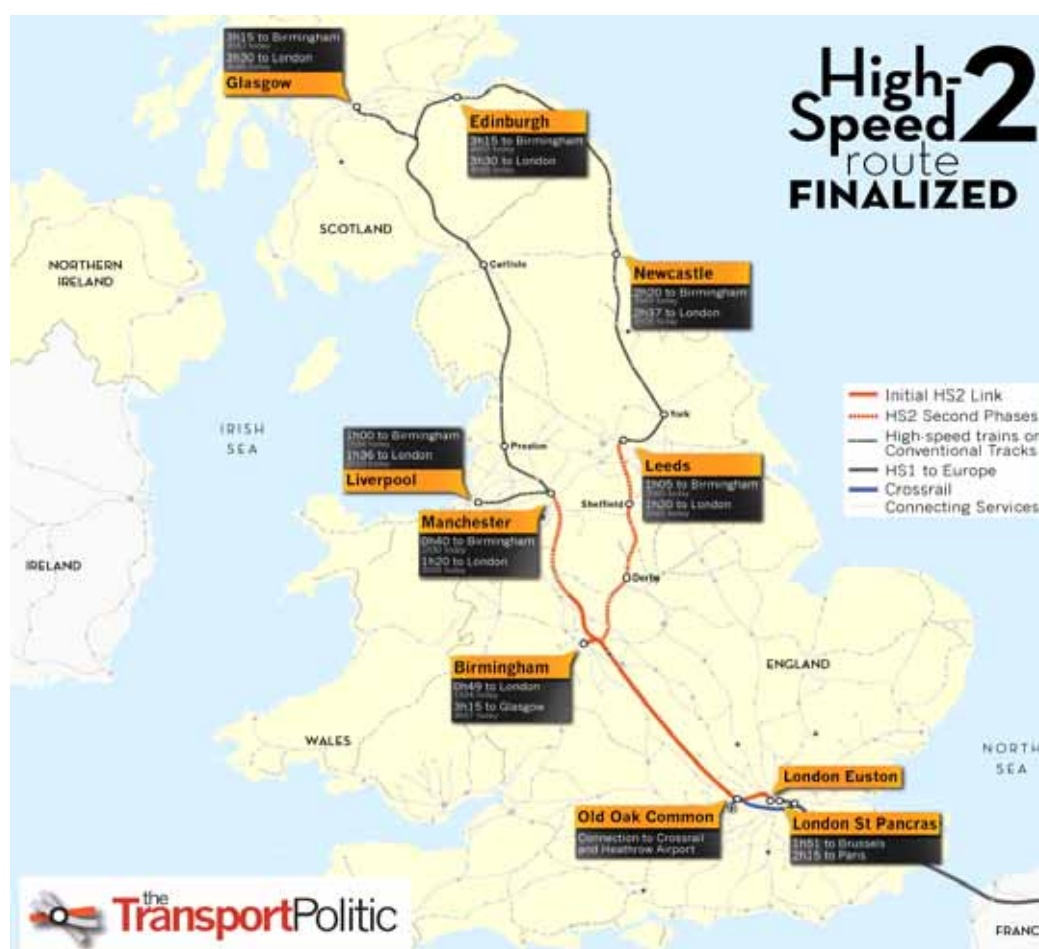 High-
Speed 2
route
FINALIZED
3h15 to Birmingham
3h30 to London
Glasgow
Edinburgh
3h15 to Birmingham
3h30 to London
SCOTLAND
NORTHERN
IRELAND
Carlisle
Newcastle
2h20 to Birmingham
2h37 to London
Initial HS2 Link
HS2 Second Phases
High-speed trains on
Conventional Tracks
HS1 to Europe
Crossrail
Connecting Services
York
IRISH
SEA
1h00 to Birmingham
1h36 to London
Liverpool
Preston
Leeds
1h05 to Birmingham
1h20 to London
Sheffield
Manchester
0h40 to Birmingham
1h20 to London
IRELAND
Derby
Birmingham
0h49 to London
3h15 to Glasgow
ENGLAND
WALES
NORTH
SEA
London Euston
Old Oak Common
Connection to Crossrail
and Heathrow Airport
London St Pancras
1h51 to Brussels
2h15 to Paris
the
TransportPolitic
FRANC